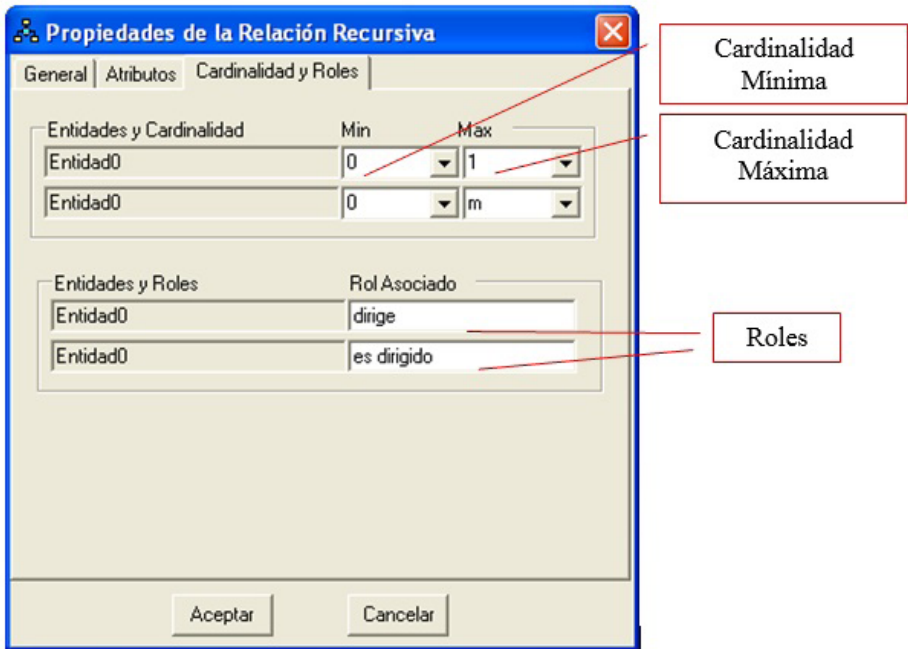 Propiedades de la Relación Recursiva
General Atributos Cardinalidad y Roles
Entidades y Cardinalidad Min Max
Entidad0 0 1
Entidad0 0 m
Entidades y Roles Rol Asociado
Entidad0 dirige
Entidad0 es dirigido
Aceptar Cancelar
Cardinalidad
Mínima
Cardinalidad
Máxima
Roles